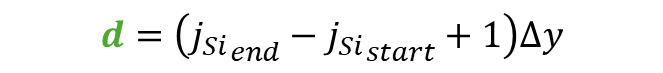 d = (j_{Si_{end}} − j_{Si_{start}} + 1)Δy